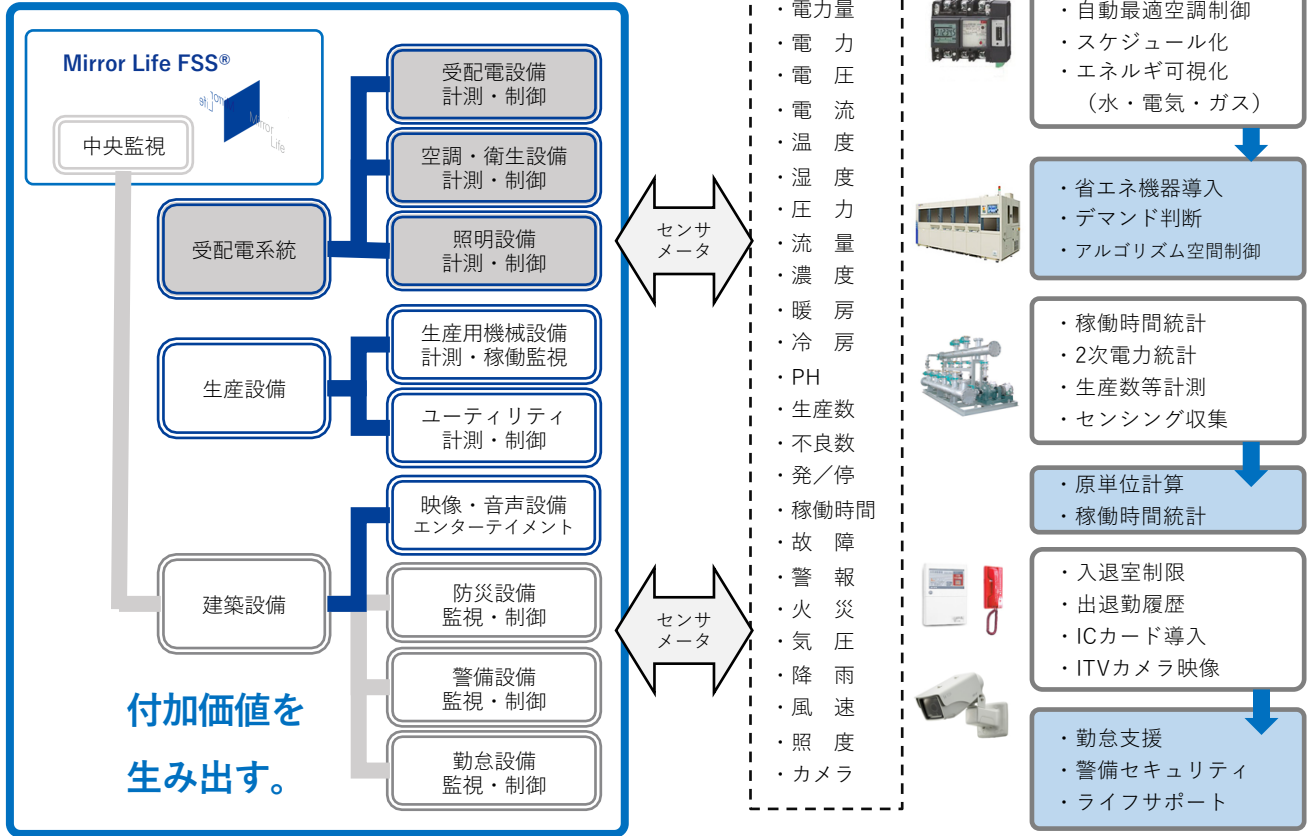 Mirror Life FSS®
Mirror
Life
Mirror
Life
中央監視
受配電系統
生産設備
建築設備
受配電設備
計測・制御
空調・衛生設備
計測・制御
照明設備
計測・制御
生産用機械設備
計測・稼働監視
ユーティリティ
計測・制御
映像・音声設備
エンターテイメント
防災設備
監視・制御
警備設備
監視・制御
勤怠設備
監視・制御
付加価値を
生み出す。
センサ
メータ
センサ
メータ
・電力量
・電　力
・電　圧
・電　流
・温　度
・湿　度
・圧　力
・流　量
・濃　度
・暖　房
・冷　房
・PH
・生産数
・不良数
・発／停
・稼働時間
・故　障
・警　報
・火　災
・気　圧
・降　雨
・風　速
・照　度
・カメラ
・自動最適空調制御
・スケジュール化
・エネルギ可視化
（水・電気・ガス）
・省エネ機器導入
・デマンド判断
・アルゴリズム空間制御
・稼働時間統計
・2次電力統計
・生産数等計測
・センシング収集
・原単位計算
・稼働時間統計
・入退室制限
・出退勤履歴
・ICカード導入
・ITVカメラ映像
・勤怠支援
・警備セキュリティ
・ライフサポート